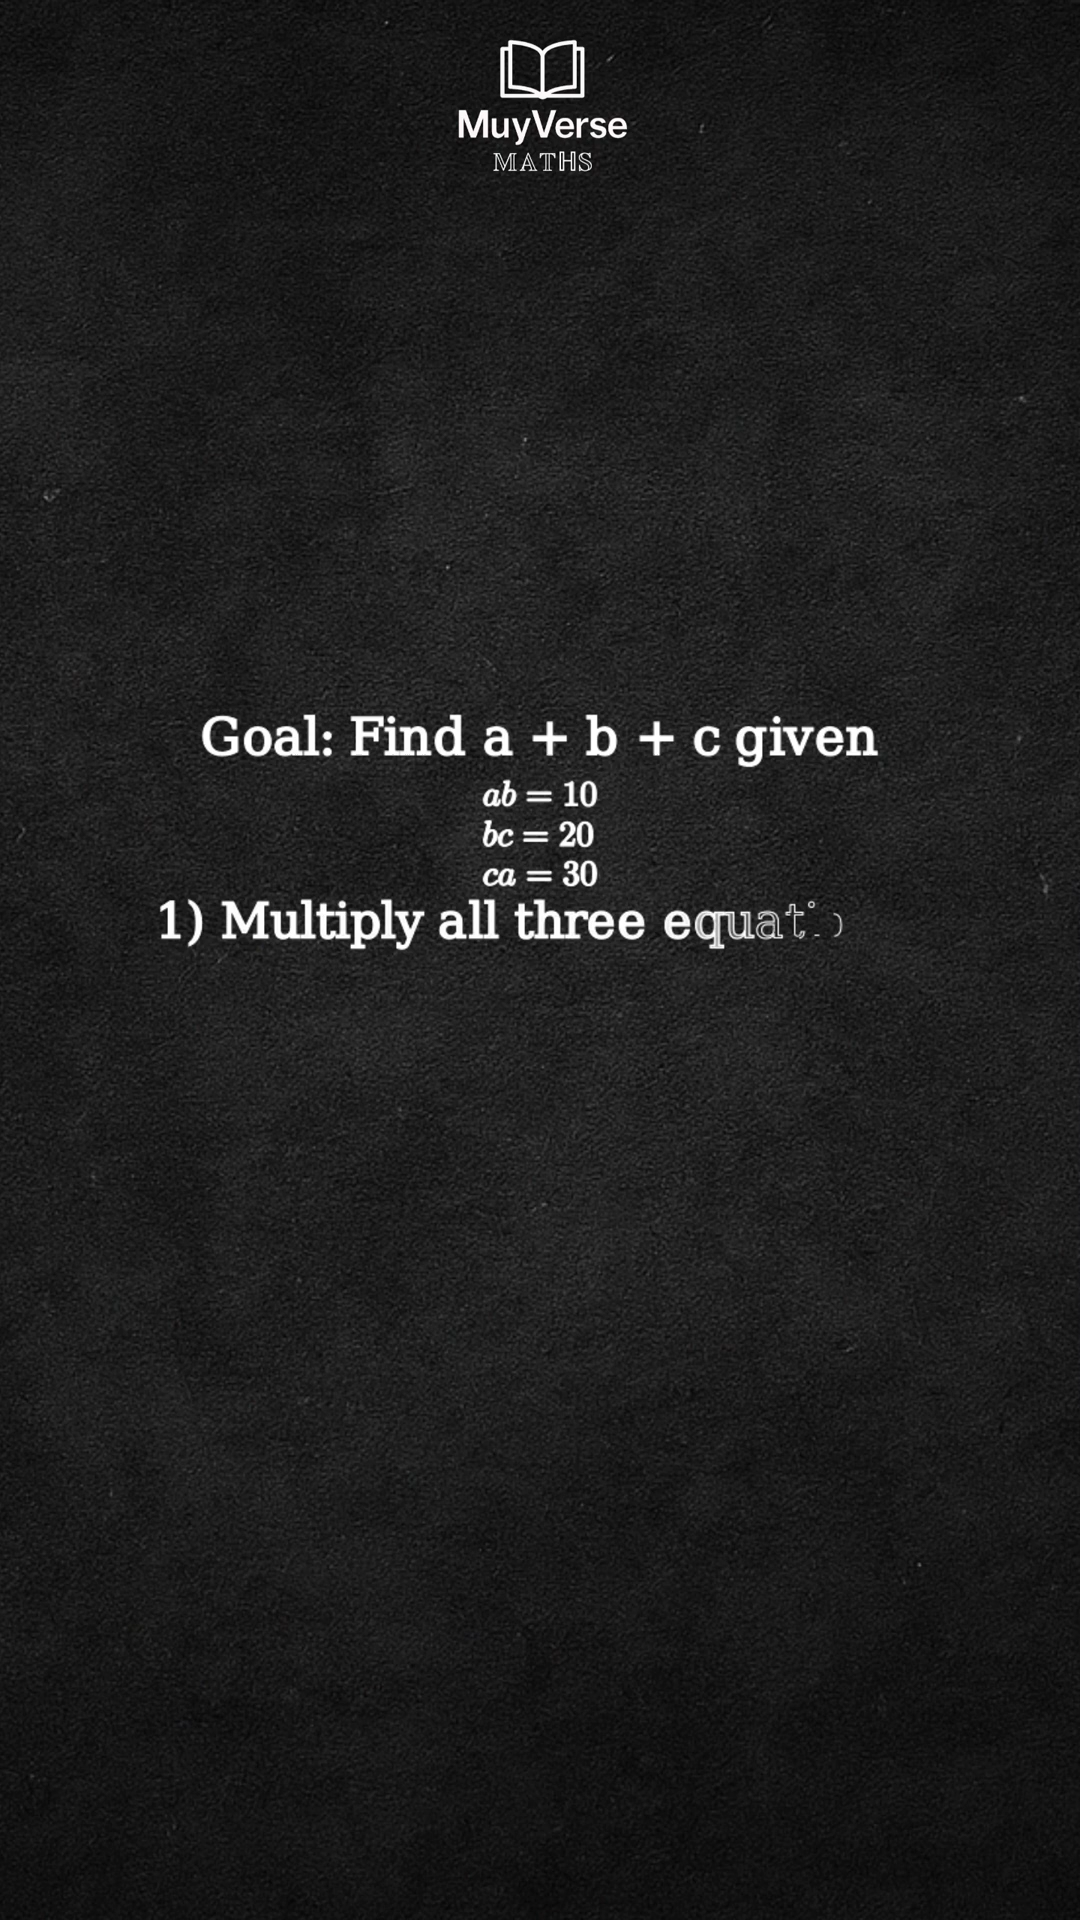 MuyVerse
MATHS
Goal: Find a + b + c given
ab = 10
bc = 20
ca = 30
1) Multiply all three